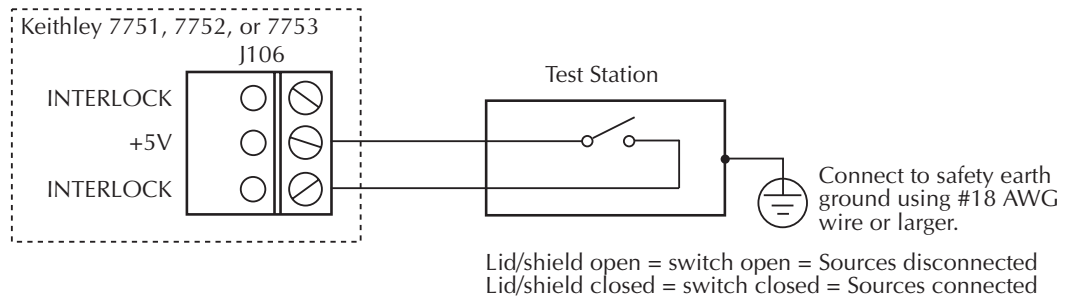 Keithley 7751, 7752, or 7753
J106
INTERLOCK
+5V
INTERLOCK
Test Station
Connect to safety earth
ground using #18 AWG
wire or larger.
Lid/shield open = switch open = Sources disconnected
Lid/shield closed = switch closed = Sources connected